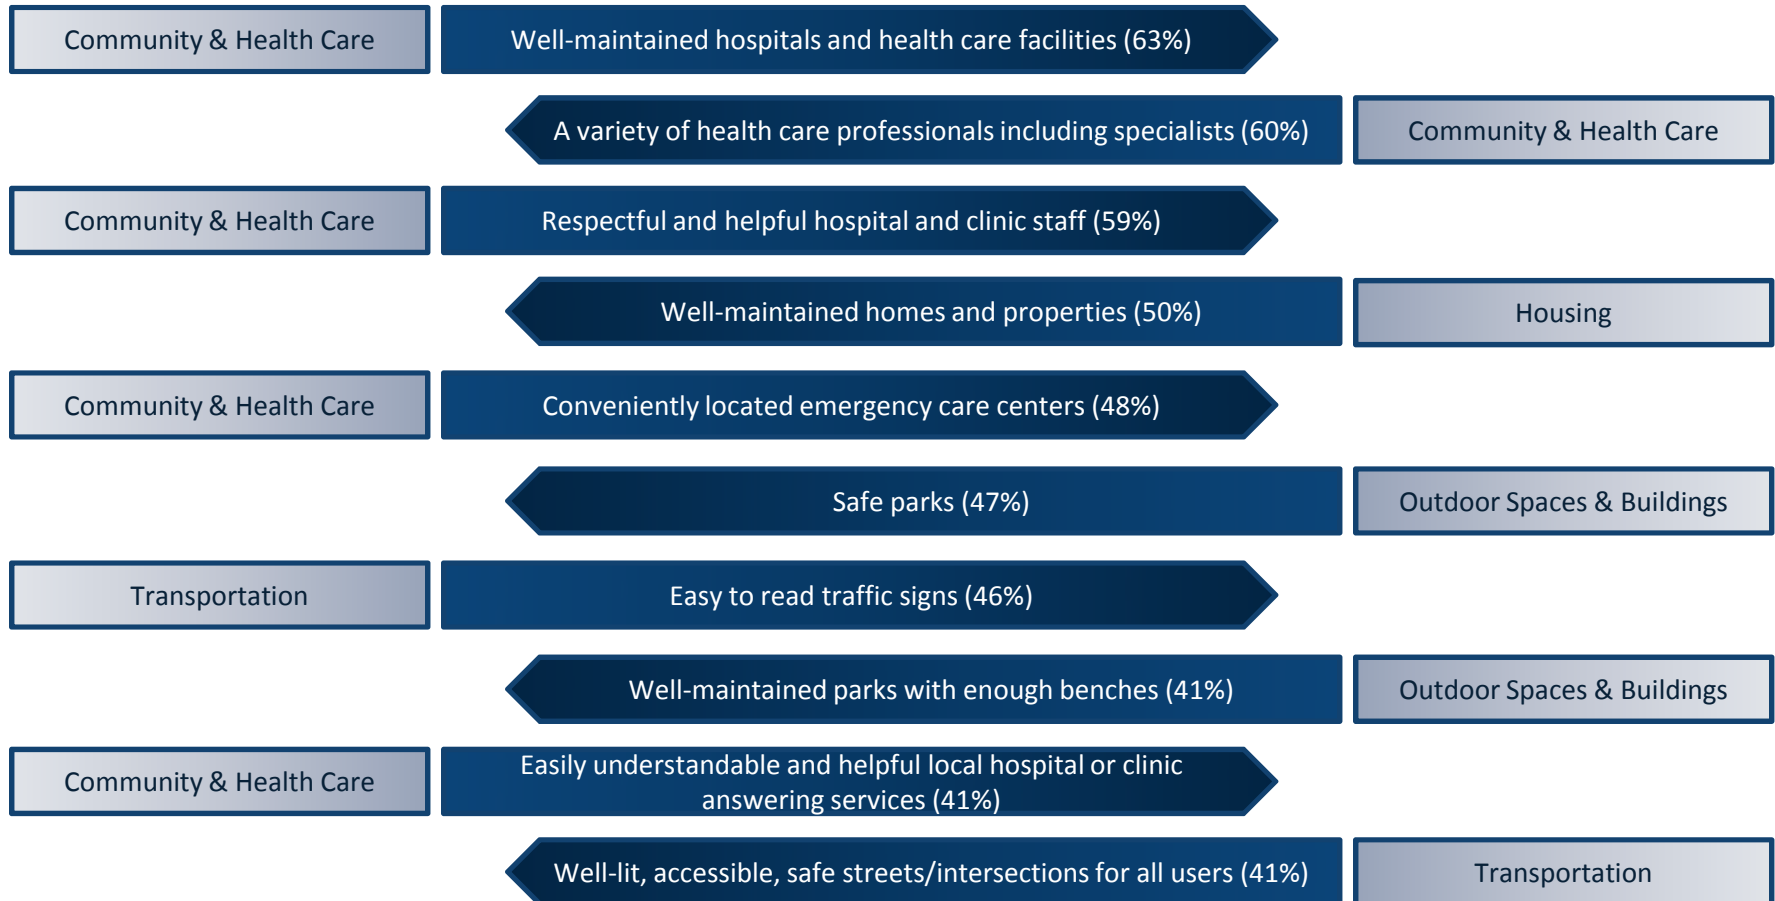 Community & Health Care
Well-maintained hospitals and health care facilities (63%)
A variety of health care professionals including specialists (60%)
Community & Health Care
Community & Health Care
Respectful and helpful hospital and clinic staff (59%)
Well-maintained homes and properties (50%)
Housing
Community & Health Care
Conveniently located emergency care centers (48%)
Safe parks (47%)
Outdoor Spaces & Buildings
Transportation
Easy to read traffic signs (46%)
Well-maintained parks with enough benches (41%)
Outdoor Spaces & Buildings
Community & Health Care
Easily understandable and helpful local hospital or clinic
answering services (41%)
Well-lit, accessible, safe streets/intersections for all users (41%)
Transportation